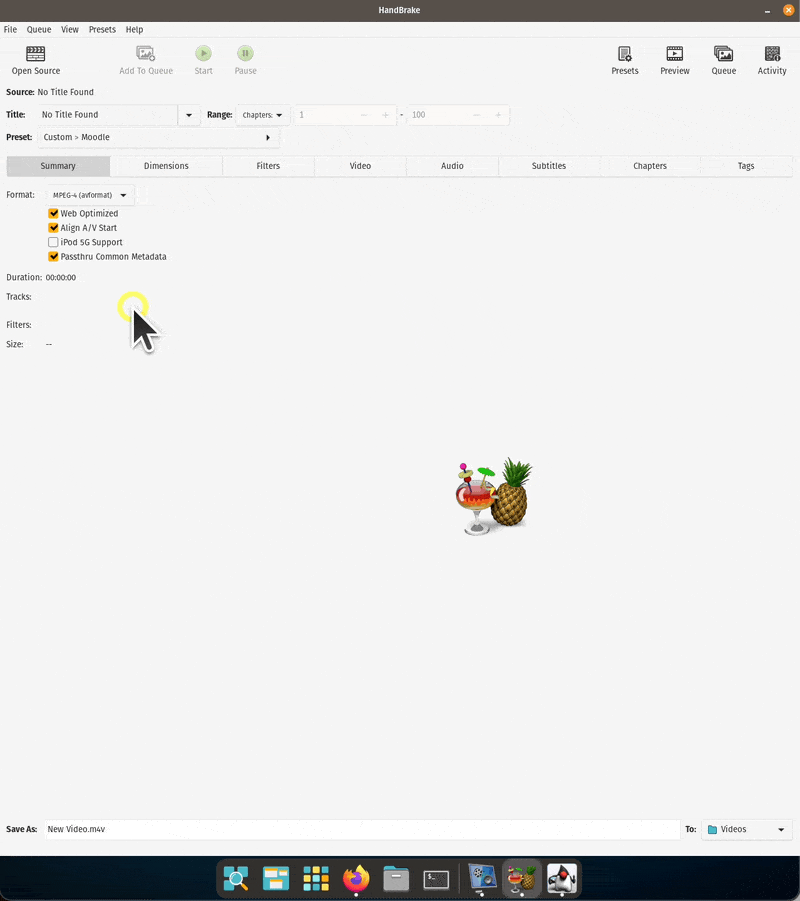 HandBrake
File Queue View Presets Help
Open Source Add To Queue Start Pause Presets Preview Queue Activity
Source: No Title Found
Title: No Title Found Range: Chapters: 1 - 100
Preset: Custom > Moodle
Summary Dimensions Filters Video Audio Subtitles Chapters Tags
Format: MPEG-4 (avformat)
Web Optimized
Align A/V Start
iPod 5G Support
Passthru Common Metadata
Duration: 00:00:00
Tracks:
Filters:
Size: --
Save As: New Video.m4v To: Videos